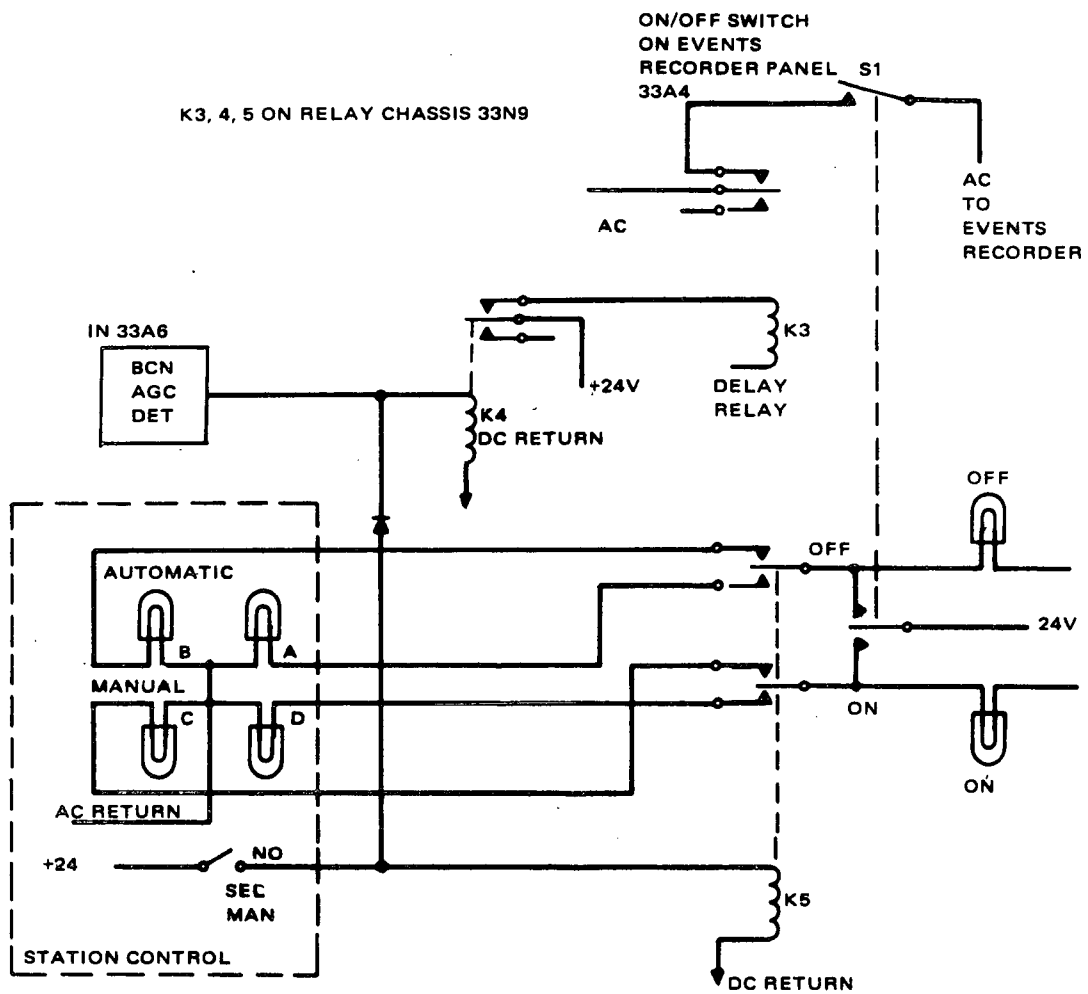 ON/OFF SWITCH
ON EVENTS
RECORDER PANEL
33A4
S1
K3, 4, 5 ON RELAY CHASSIS 33N9
AC
AC
TO
EVENTS
RECORDER
IN 33A6
BCN
AGC
DET
K3
+24V
DELAY
RELAY
K4
DC RETURN
OFF
AUTOMATIC
OFF
24V
B
A
MANUAL
C
D
ON
ON
AC RETURN
+24
NO
SEL
MAN
K5
STATION CONTROL
DC RETURN